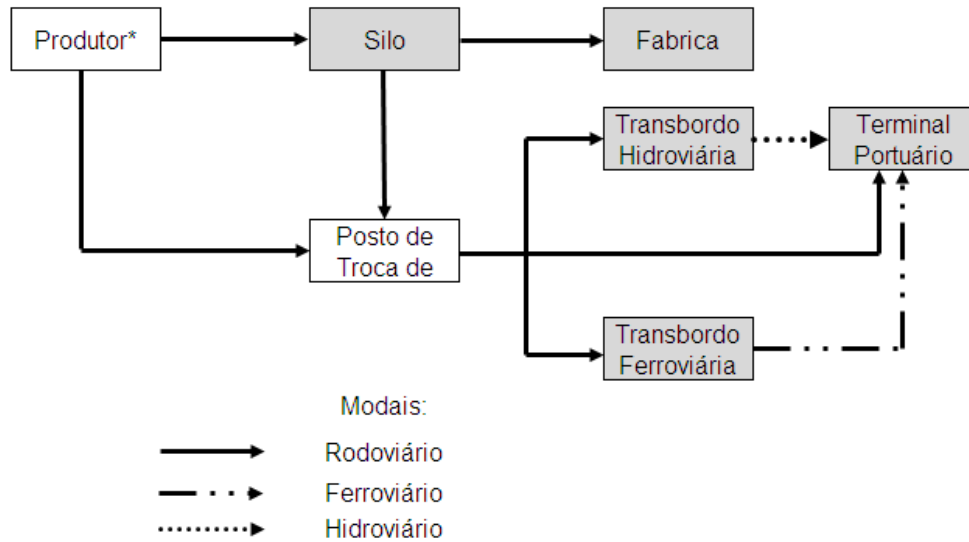 Produtor*
Silo
Fabrica
Transbordo
Hidroviária
Terminal
Portuário
Posto de
Troca de
Transbordo
Ferroviária
Modais:
Rodoviário
Ferroviário
Hidroviário